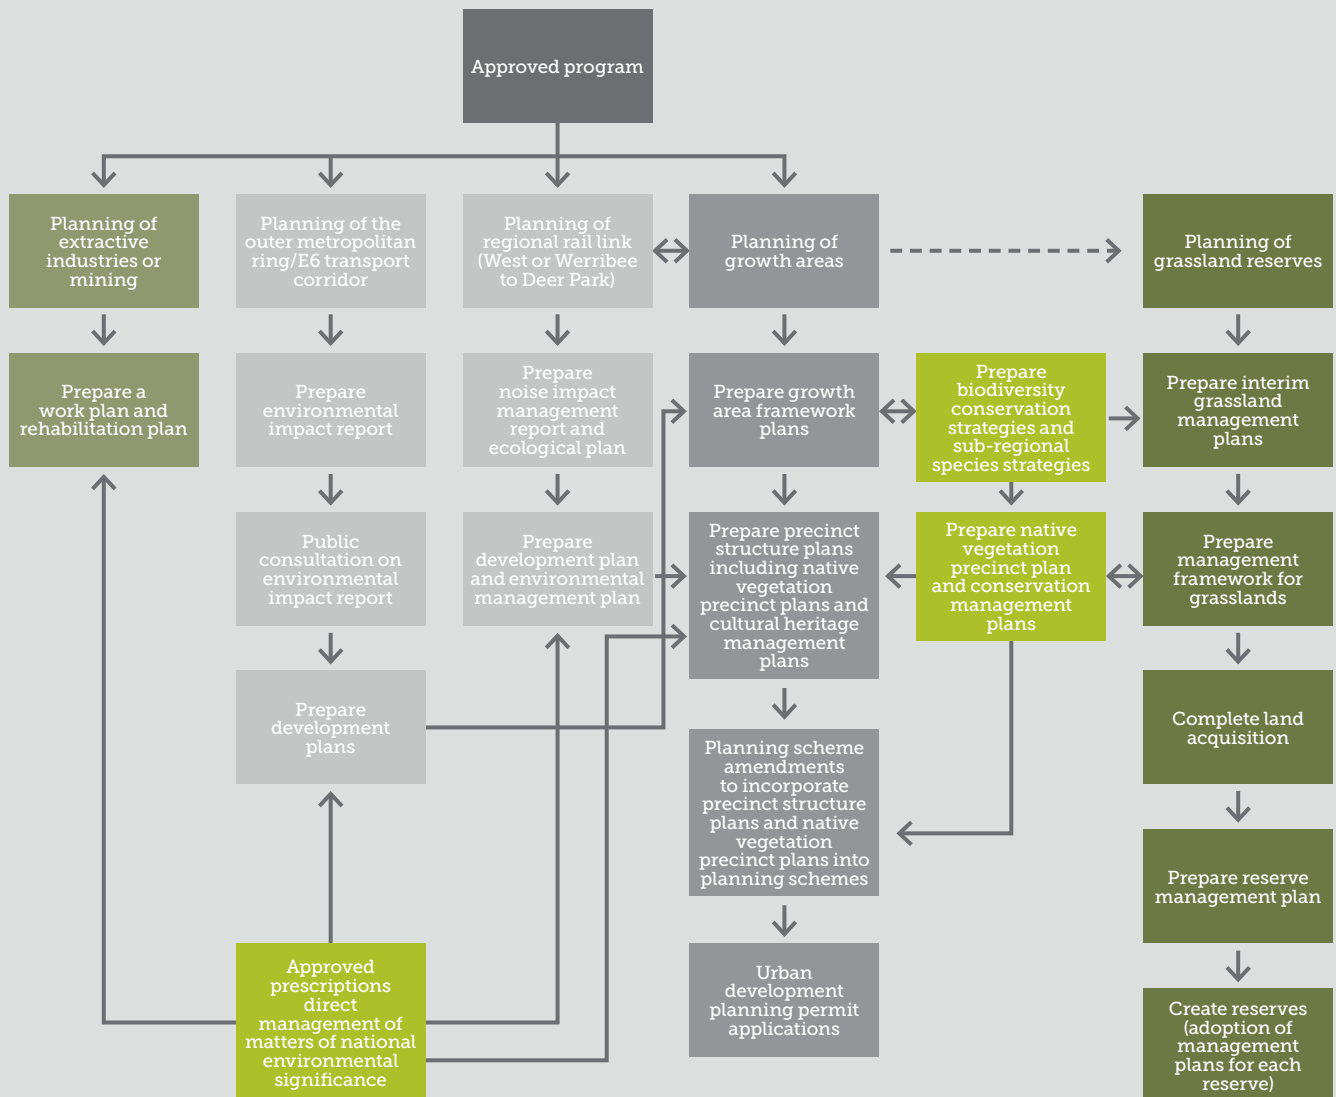 Approved program
Planning of
extractive
industries or
mining
Planning of the
outer metropolitan
ring/E6 transport
corridor
Planning of
regional rail link
(West or Werribee
to Deer Park)
Planning of
growth areas
Planning of
grassland reserves
Prepare a
work plan and
rehabilitation plan
Prepare
environmental
impact report
Prepare
noise impact
management
report and
ecological plan
Prepare growth
area framework
plans
Prepare
biodiversity
conservation
strategies and
sub-regional
species strategies
Prepare interim
grassland
management
plans
Public
consultation on
environmental
impact report
Prepare
development plan
and environmental
management plan
Prepare precinct
structure plans
including native
vegetation
precinct plans and
cultural heritage
management
plans
Prepare native
vegetation
precinct plan
and conservation
management
plans
Prepare
management
framework for
grasslands
Prepare
development
plans
Planning scheme
amendments
to incorporate
precinct structure
plans and native
vegetation
precinct plans into
planning schemes
Complete land
acquisition
Prepare reserve
management plan
Approved
prescriptions
direct
management of
matters of national
environmental
significance
Urban
development
planning permit
applications
Create reserves
(adoption of
management
plans for each
reserve)